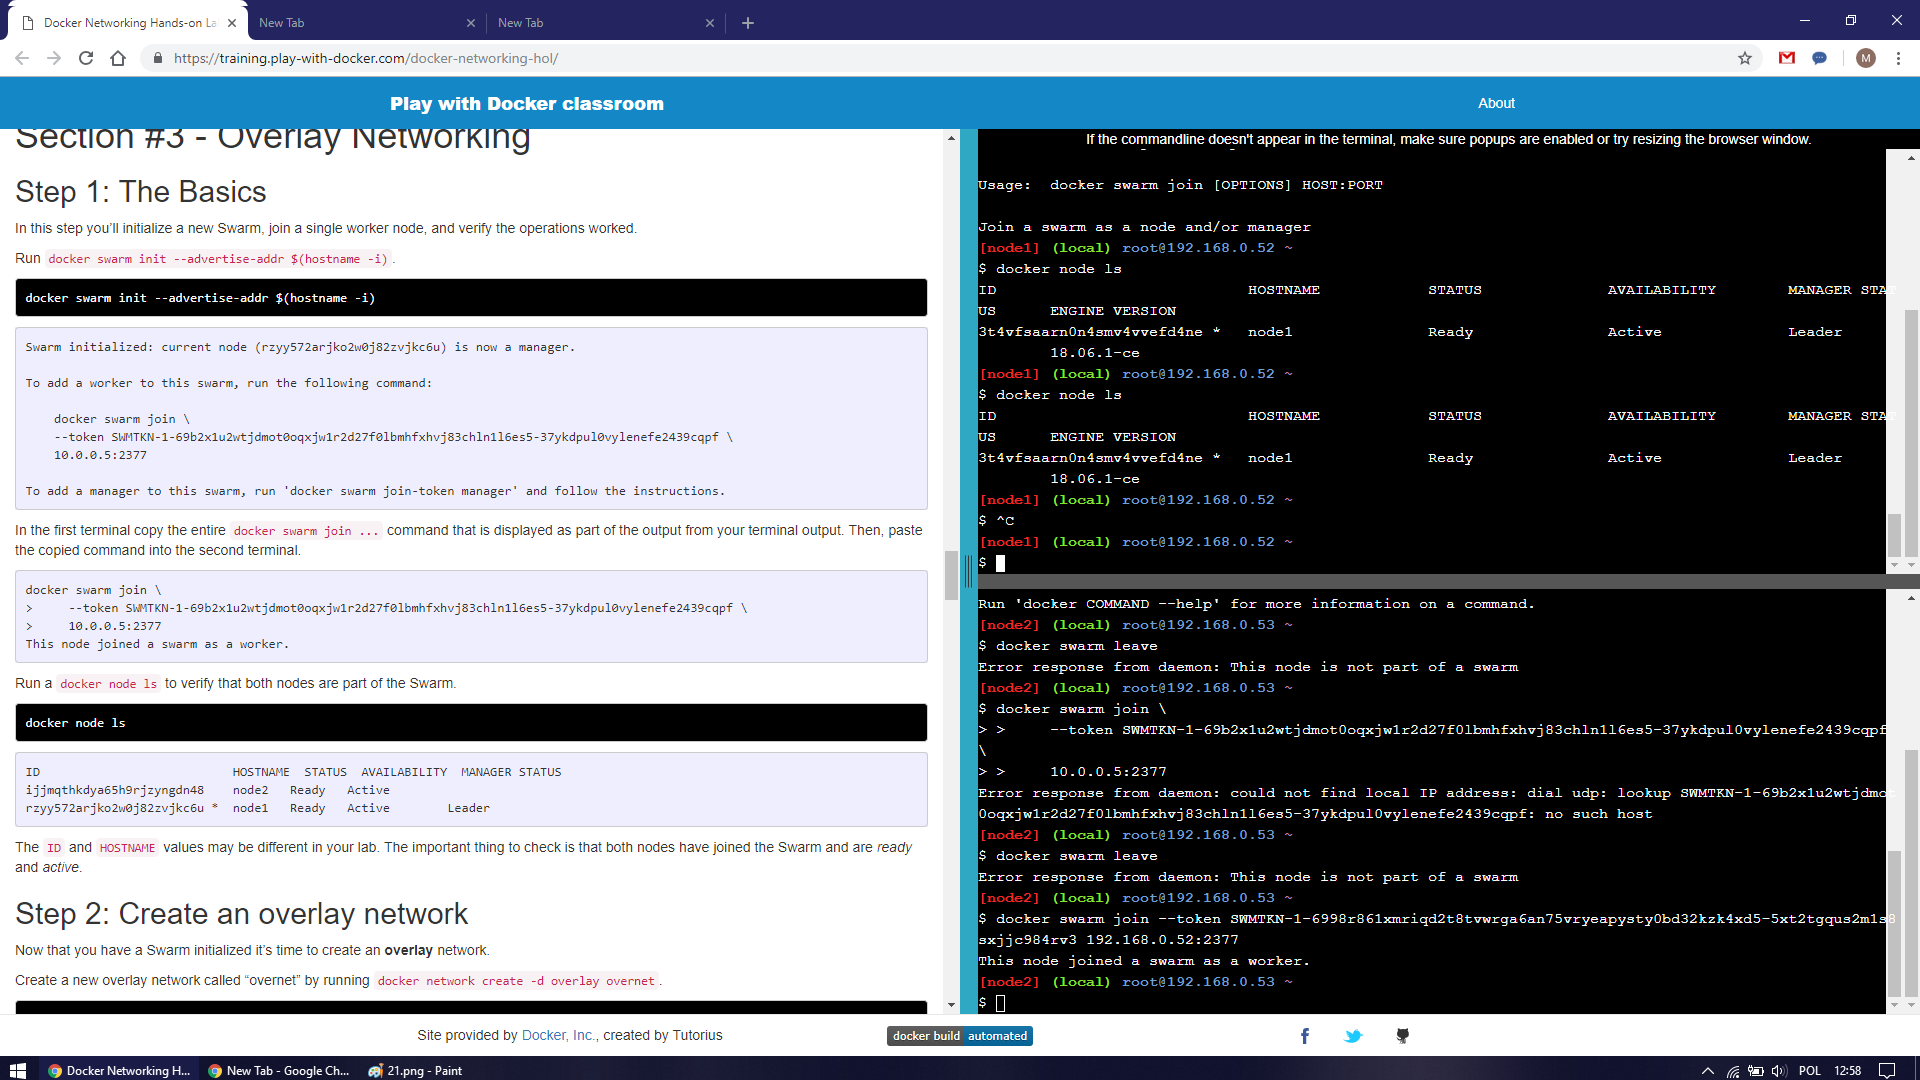 Docker Networking Hands-on La
New Tab
New Tab
https://training.play-with-docker.com/docker-networking-hol/
M
Play with Docker classroom
About
Section #3 - Overlay Networking
Step 1: The Basics
In this step you’ll initialize a new Swarm, join a single worker node, and verify the operations worked.
Run docker swarm init --advertise-addr $(hostname -i) .
docker swarm init --advertise-addr $(hostname -i)
Swarm initialized: current node (rzyy572arjko2w0j82zvjkc6u) is now a manager.
To add a worker to this swarm, run the following command:
docker swarm join \
--token SWMTKN-1-69b2x1u2wtjdmot0oqxjw1r2d27f0lbmhfxhvj83chln1l6es5-37ykdpul0vylenefe2439cqpf \
10.0.0.5:2377
To add a manager to this swarm, run 'docker swarm join-token manager' and follow the instructions.
In the first terminal copy the entire docker swarm join ... command that is displayed as part of the output from your terminal output. Then, paste
the copied command into the second terminal.
docker swarm join \
> --token SWMTKN-1-69b2x1u2wtjdmot0oqxjw1r2d27f0lbmhfxhvj83chln1l6es5-37ykdpul0vylenefe2439cqpf \
> 10.0.0.5:2377
This node joined a swarm as a worker.
Run a docker node ls to verify that both nodes are part of the Swarm.
docker node ls
ID HOSTNAME STATUS AVAILABILITY MANAGER STATUS
ijjmqthkdya65h9rjzyngdn48 node2 Ready Active
rzyy572arjko2w0j82zvjkc6u * node1 Ready Active Leader
The ID and HOSTNAME values may be different in your lab. The important thing to check is that both nodes have joined the Swarm and are ready
and active.
Step 2: Create an overlay network
Now that you have a Swarm initialized it’s time to create an overlay network.
Create a new overlay network called “overnet” by running docker network create -d overlay overnet .
If the commandline doesn't appear in the terminal, make sure popups are enabled or try resizing the browser window.
Usage: docker swarm join [OPTIONS] HOST:PORT
Join a swarm as a node and/or manager
[node1] (local) root@192.168.0.52 ~
$ docker node ls
ID HOSTNAME STATUS AVAILABILITY MANAGER STAT
US ENGINE VERSION
3t4vfsaarn0n4smv4vvefd4ne * node1 Ready Active Leader
18.06.1-ce
[node1] (local) root@192.168.0.52 ~
$ docker node ls
ID HOSTNAME STATUS AVAILABILITY MANAGER STAT
US ENGINE VERSION
3t4vfsaarn0n4smv4vvefd4ne * node1 Ready Active Leader
18.06.1-ce
[node1] (local) root@192.168.0.52 ~
$ ^C
[node1] (local) root@192.168.0.52 ~
$
Run 'docker COMMAND --help' for more information on a command.
[node2] (local) root@192.168.0.53 ~
$ docker swarm leave
Error response from daemon: This node is not part of a swarm
[node2] (local) root@192.168.0.53 ~
$ docker swarm join \
> > --token SWMTKN-1-69b2x1u2wtjdmot0oqxjw1r2d27f0lbmhfxhvj83chln1l6es5-37ykdpul0vylenefe2439cqpf
\
> > 10.0.0.5:2377
Error response from daemon: could not find local IP address: dial udp: lookup SWMTKN-1-69b2x1u2wtjdmot
0oqxjw1r2d27f0lbmhfxhvj83chln1l6es5-37ykdpul0vylenefe2439cqpf: no such host
[node2] (local) root@192.168.0.53 ~
$ docker swarm leave
Error response from daemon: This node is not part of a swarm
[node2] (local) root@192.168.0.53 ~
$ docker swarm join --token SWMTKN-1-6998r861xmriqd2t8tvwrga6an75vryeapysty0bd32kzk4xd5-5xt2tgqus2m1s8
sxjjc984rv3 192.168.0.52:2377
This node joined a swarm as a worker.
[node2] (local) root@192.168.0.53 ~
$
Site provided by Docker, Inc., created by Tutorius
docker build automated
Docker Networking H...
New Tab - Google Ch...
21.png - Paint
POL
12:58